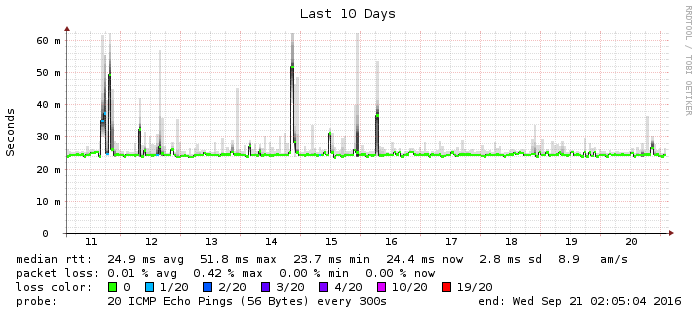 Last 10 Days
RRDTOOL / TOBI OETIKER
Seconds
60 m
50 m
40 m
30 m
20 m
10 m
0
11 12 13 14 15 16 17 18 19 20
median rtt: 24.9 ms avg 51.8 ms max 23.7 ms min 24.4 ms now 2.8 ms sd 8.9 am/s
packet loss: 0.01 % avg 0.42 % max 0.00 % min 0.00 % now
loss color: 0 1/20 2/20 3/20 4/20 10/20 19/20
probe: 20 ICMP Echo Pings (56 Bytes) every 300s end: Wed Sep 21 02:05:04 2016